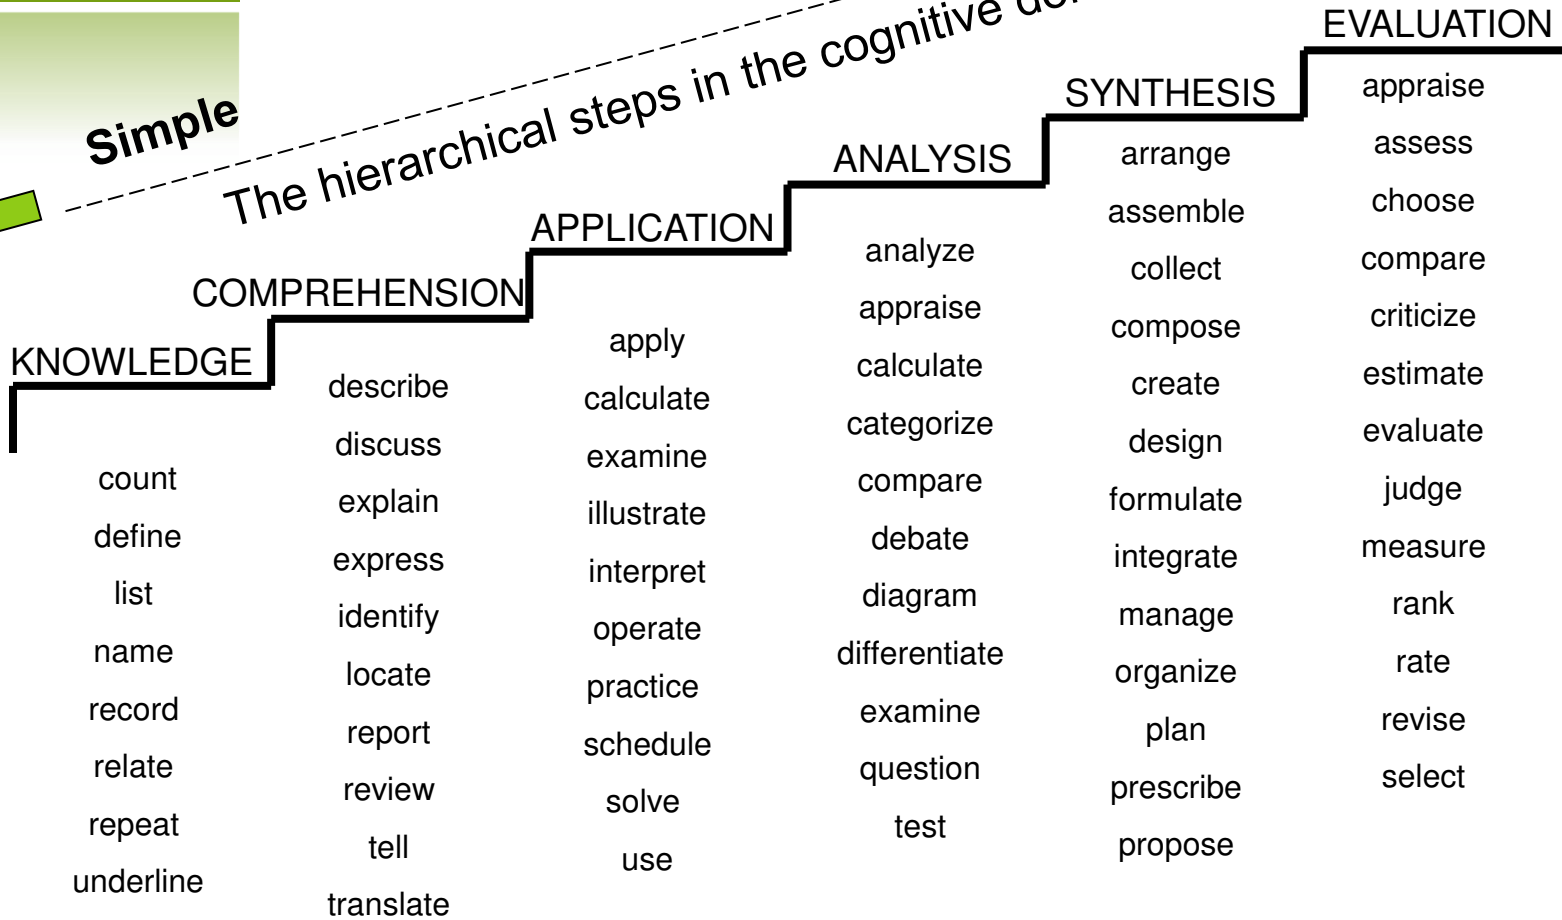 Simple
The hierarchical steps in the cognitive
KNOWLEDGE
count
define
list
name
record
relate
repeat
underline
COMPREHENSION
describe
discuss
explain
express
identify
locate
report
review
tell
translate
APPLICATION
apply
calculate
examine
illustrate
interpret
operate
practice
schedule
solve
use
ANALYSIS
analyze
appraise
calculate
categorize
compare
debate
diagram
differentiate
examine
question
test
SYNTHESIS
arrange
assemble
collect
compose
create
design
formulate
integrate
manage
organize
plan
prescribe
propose
EVALUATION
appraise
assess
choose
compare
criticize
estimate
evaluate
judge
measure
rank
rate
revise
select